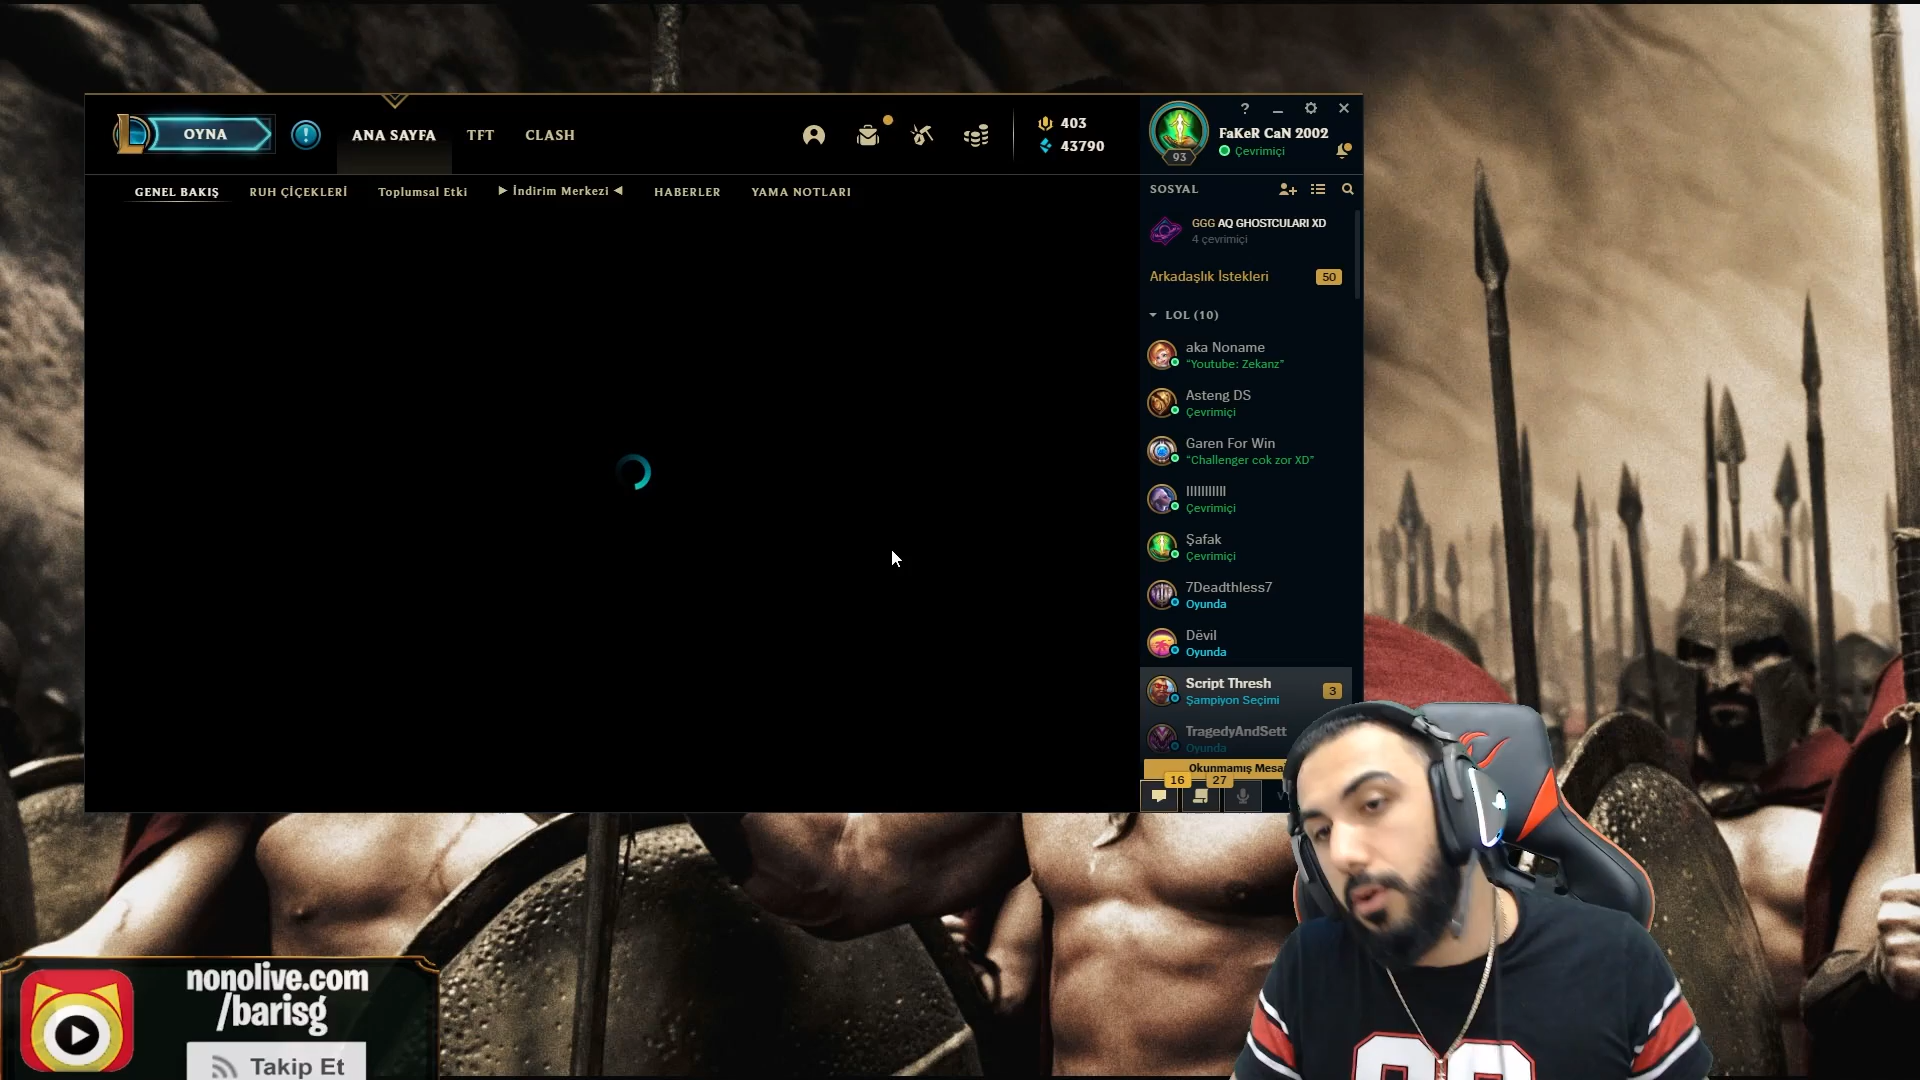 OYNA
ANA SAYFA
TFT
CLASH
403
43790
93
?
FaKeR CaN 2002
Çevrimiçi
GENEL BAKIŞ
RUH ÇİÇEKLERİ
Toplumsal Etki
► İndirim Merkezi ◄
HABERLER
YAMA NOTLARI
SOSYAL
GGG AQ GHOSTCULARI XD
4 çevrimiçi
Arkadaşlık İstekleri 50
LOL (10)
aka Noname
"Youtube: Zekanz"
Asteng DS
Çevrimiçi
Garen For Win
"Challenger cok zor XD"
IIIIIIIIIII
Çevrimiçi
Şafak
Çevrimiçi
7Deadthless7
Oyunda
Dëvil
Oyunda
Script Thresh
Şampiyon Seçimi
3
TragedyAndSett
Oyunda
Okunmamış
16
27
nonolive.com
/barisg
Takip Et